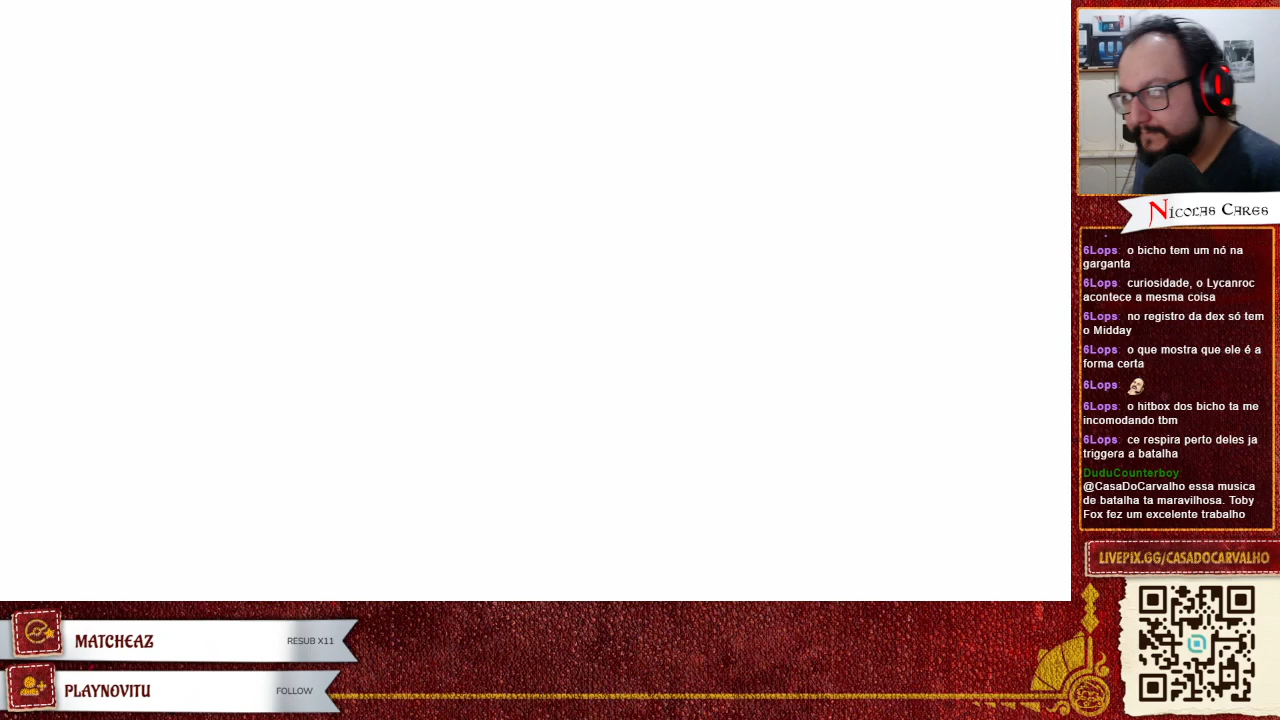 Nicolas Cares
6Lops: o bicho tem um nó na
garganta
6Lops: curiosidade, o Lycanroc
acontece a mesma coisa
6Lops: no registro da dex só tem
o Midday
6Lops: o que mostra que ele é a
forma certa
6Lops:
6Lops: o hitbox dos bicho ta me
incomodando tbm
6Lops: ce respira perto deles ja
triggera a batalha
DuduCounterboy:
@CasaDoCarvalho essa musica
de batalha ta maravilhosa. Toby
Fox fez um excelente trabalho
LIVEPIX.GG/CASADOCARVALHO
MATCHEAZ RESUB X11
PLAYNOVITU FOLLOW